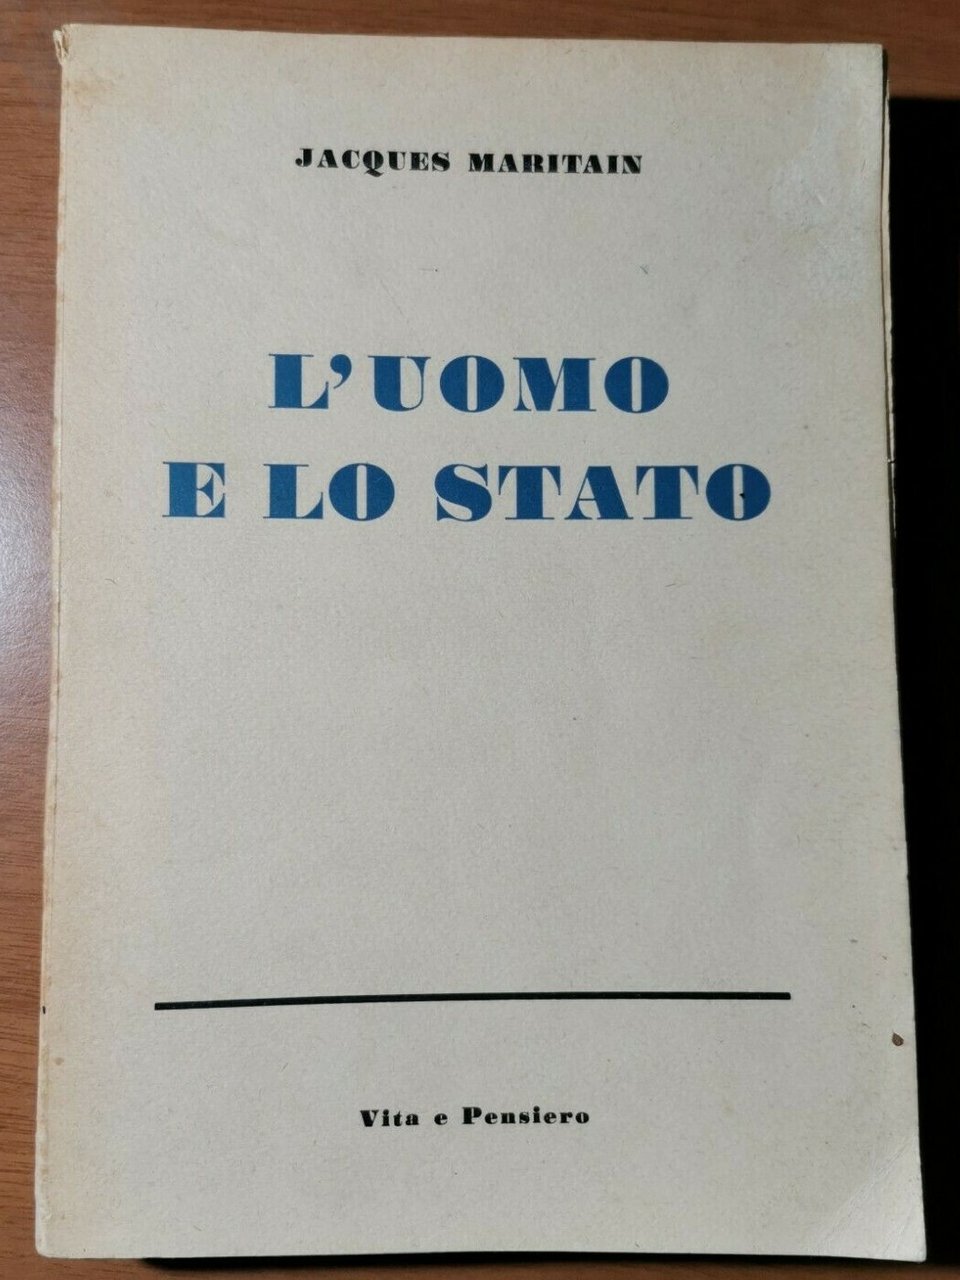 JACQUES MARITAIN
L'UOMO
E LO STATO
Vita e Pensiero